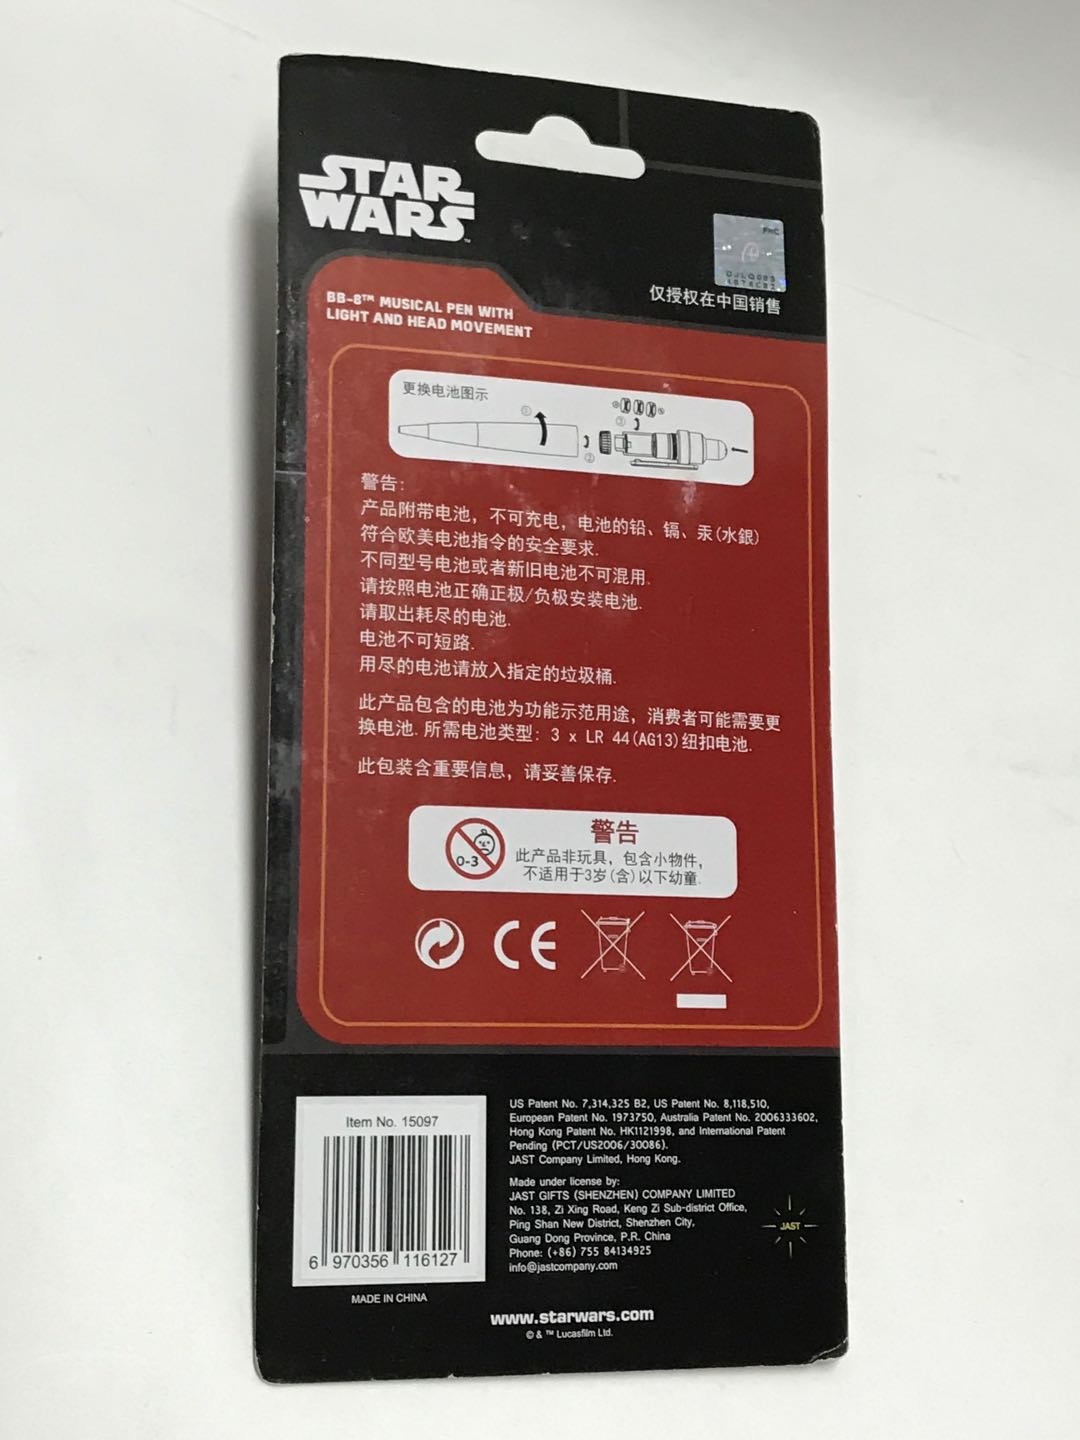 STAR
WARS™
仅授权在中国销售
BB-8™ MUSICAL PEN WITH
LIGHT AND HEAD MOVEMENT
更换电池图示
① ② ③
警告:
产品附带电池，不可充电，电池的铅、镉、汞(水銀)
符合欧美电池指令的安全要求.
不同型号电池或者新旧电池不可混用.
请按照电池正确正极/负极安装电池.
请取出耗尽的电池.
电池不可短路.
用尽的电池请放入指定的垃圾桶.
此产品包含的电池为功能示范用途，消费者可能需要更
换电池.所需电池类型: 3 x LR 44(AG13)纽扣电池.
此包装含重要信息，请妥善保存.
0-3
警告
此产品非玩具，包含小物件，
不适用于3岁(含)以下幼童.
CE
Item No. 15097
6 970356 116127
MADE IN CHINA
US Patent No. 7,314,325 B2, US Patent No. 8,118,510,
European Patent No. 1973750, Australia Patent No. 2006333602,
Hong Kong Patent No. HK1121998, and International Patent
Pending (PCT/US2006/30086).
JAST Company Limited, Hong Kong.
Made under license by:
JAST GIFTS (SHENZHEN) COMPANY LIMITED
No. 138, Zi Xing Road, Keng Zi Sub-district Office,
Ping Shan New District, Shenzhen City,
Guang Dong Province, P.R. China
Phone: (+86) 755 84134925
info@jastcompany.com
JAST
www.starwars.com
© & ™ Lucasfilm Ltd.